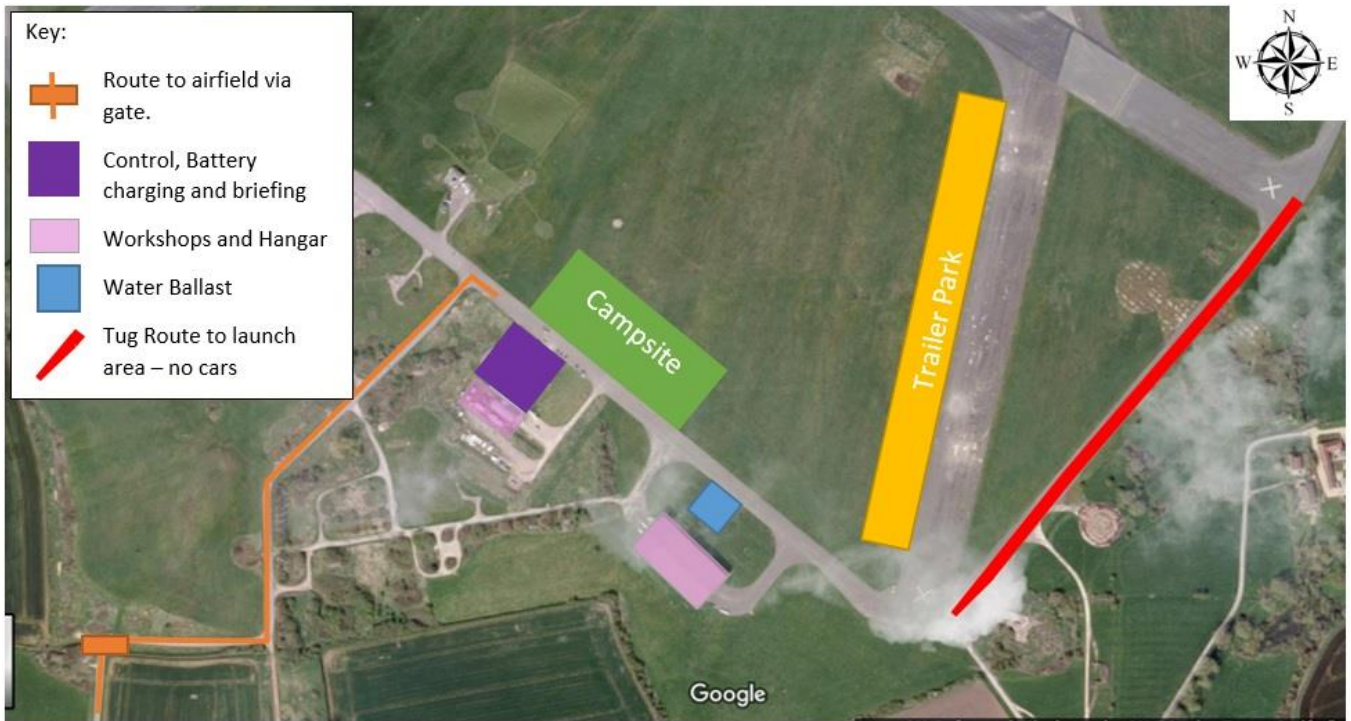 Key:
Route to airfield via
gate.
Control, Battery
charging and briefing
Workshops and Hangar
Water Ballast
Tug Route to launch
area – no cars
N
W E
S
Campsite
Trailer Park
Google